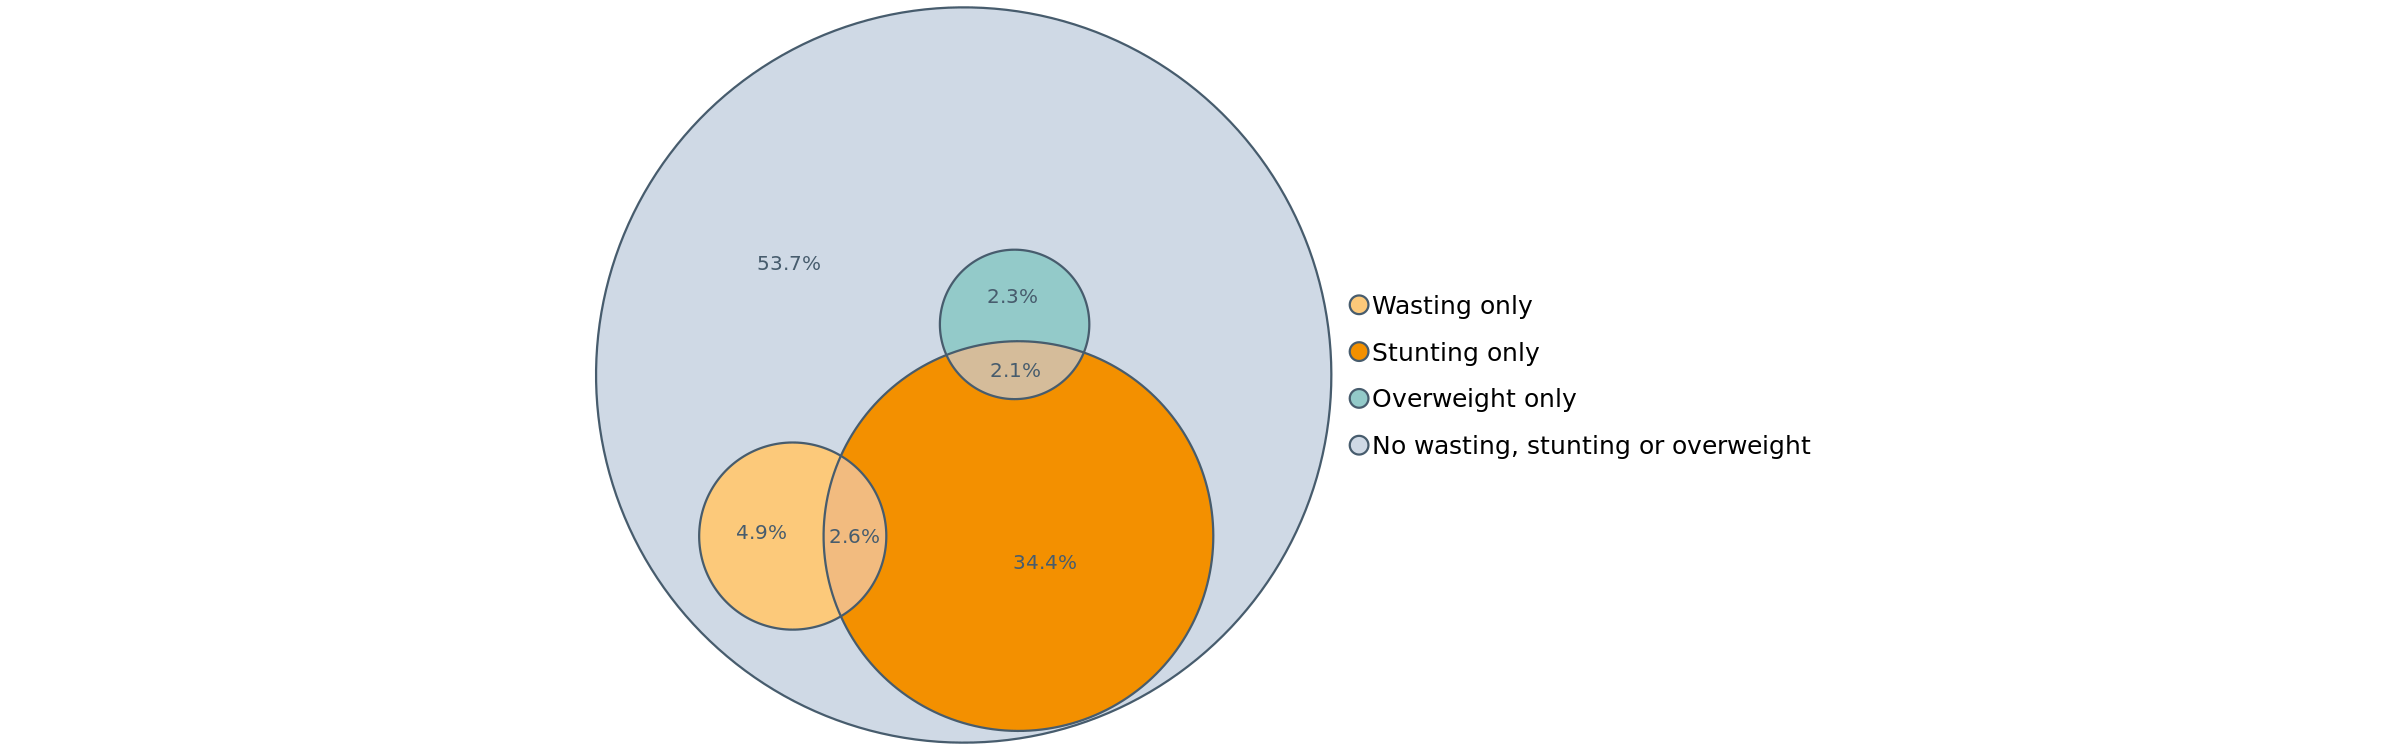 53.7%
2.3%
2.1%
4.9%
2.6%
34.4%
Wasting only
Stunting only
Overweight only
No wasting, stunting or overweight